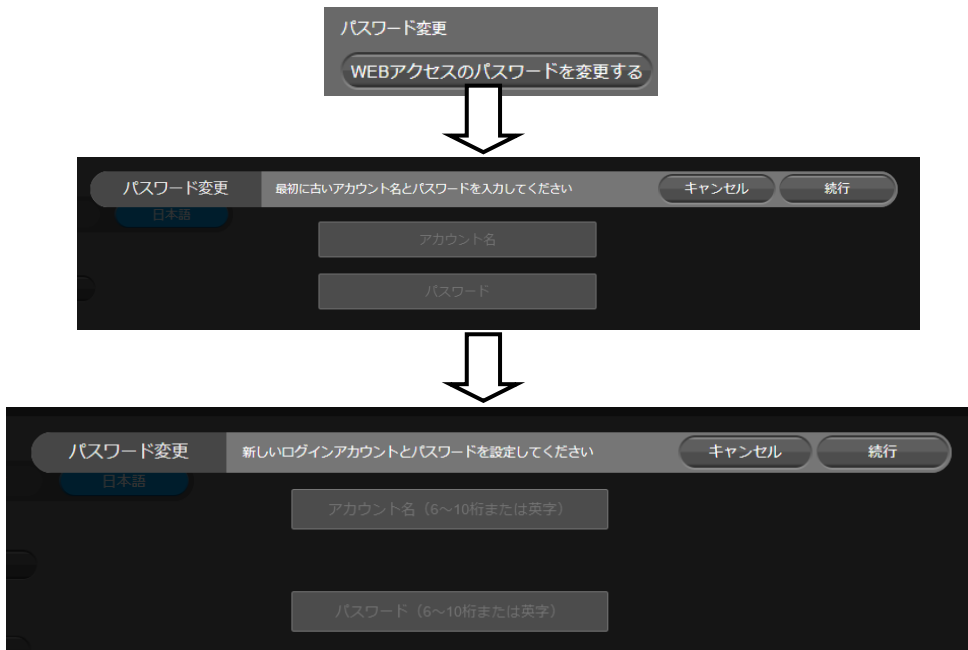 パスワード変更
WEBアクセスのパスワードを変更する
パスワード変更 最初に古いアカウント名とパスワードを入力してください キャンセル 続行
日本語
アカウント名
パスワード
パスワード変更 新しいログインアカウントとパスワードを設定してください キャンセル 続行
日本語
アカウント名（6～10桁または英字）
パスワード（6～10桁または英字）